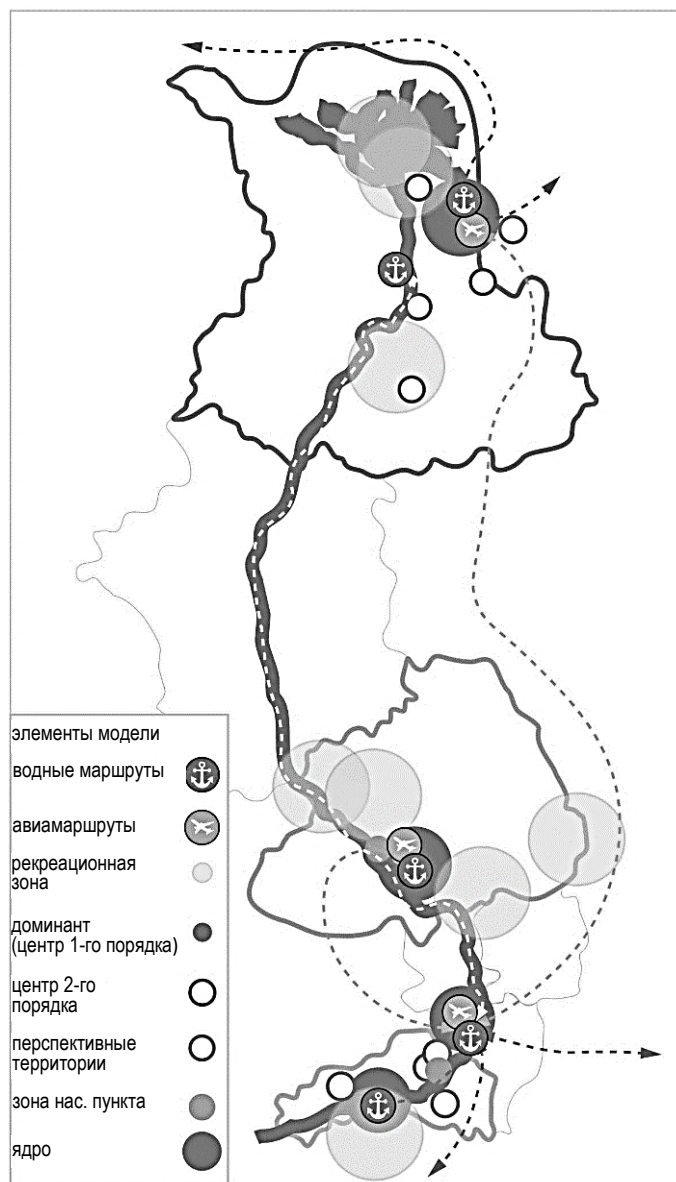 элементы модели
водные маршруты
авиамаршруты
рекреационная
зона
доминант
(центр 1-го порядка)
центр 2-го
порядка
перспективные
территории
зона нас. пункта
ядро